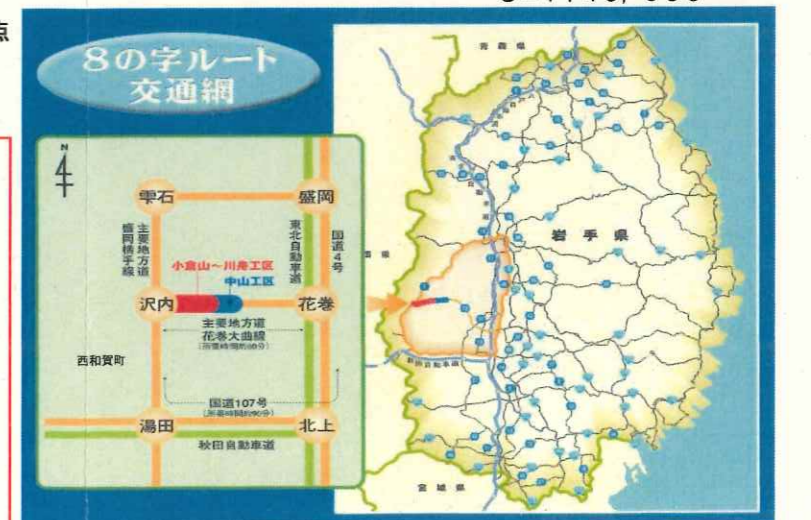 点
8の字ルート
交通網
N
4
雫石
盛岡
主要地方道
盛岡横手線
東北自動車道
国道4号
小倉山～川舟工区
中山工区
沢内
花巻
主要地方道
花巻大曲線
西和賀町
国道107号
湯田
北上
秋田自動車道
青森県
岩手県
宮城県